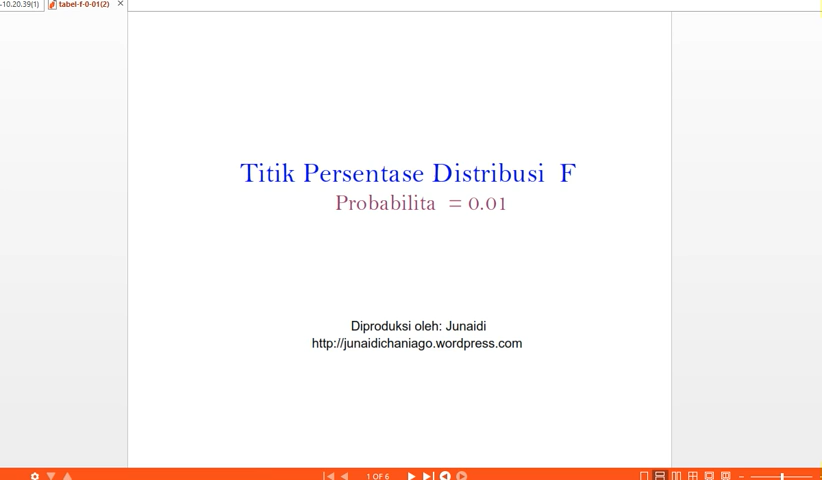 -10.20.39(1)
tabel-f-0-01(2)
Titik Persentase Distribusi F
Probabilita = 0.01
Diproduksi oleh: Junaidi
http://junaidichaniago.wordpress.com
1 OF 6